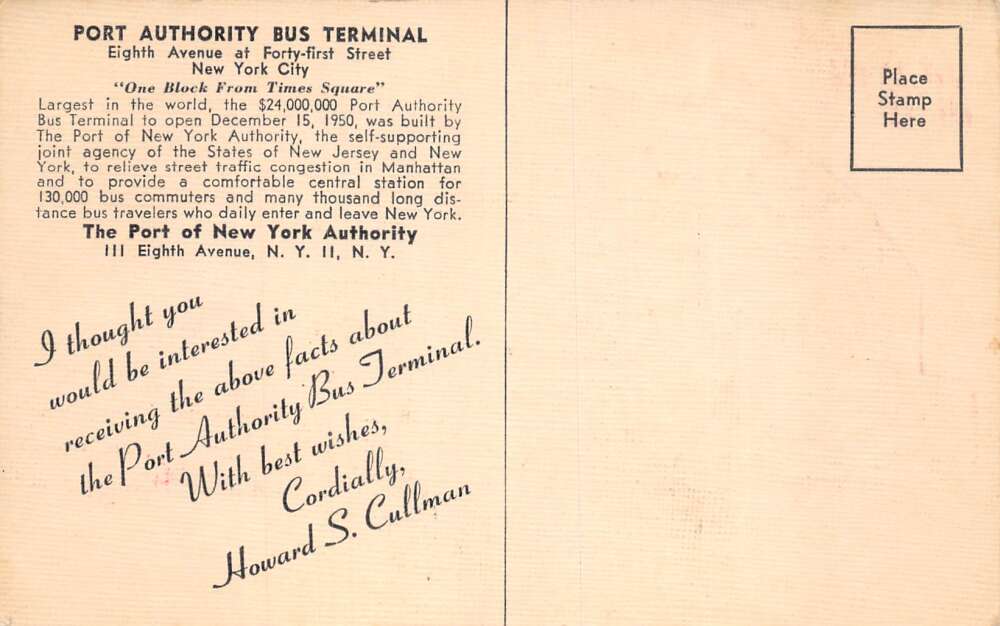 PORT AUTHORITY BUS TERMINAL
Eighth Avenue at Forty-first Street
New York City
"One Block From Times Square"
Largest in the world, the $24,000,000 Port Authority
Bus Terminal to open December 15, 1950, was built by
The Port of New York Authority, the self-supporting
joint agency of the States of New Jersey and New
York, to relieve street traffic congestion in Manhattan
and to provide a comfortable central station for
130,000 bus commuters and many thousand long dis-
tance bus travelers who daily enter and leave New York.
The Port of New York Authority
111 Eighth Avenue, N. Y. 11, N. Y.
I thought you
would be interested in
receiving the above facts about
the Port Authority Bus Terminal.
With best wishes,
Cordially,
Howard S. Cullman
Place
Stamp
Here